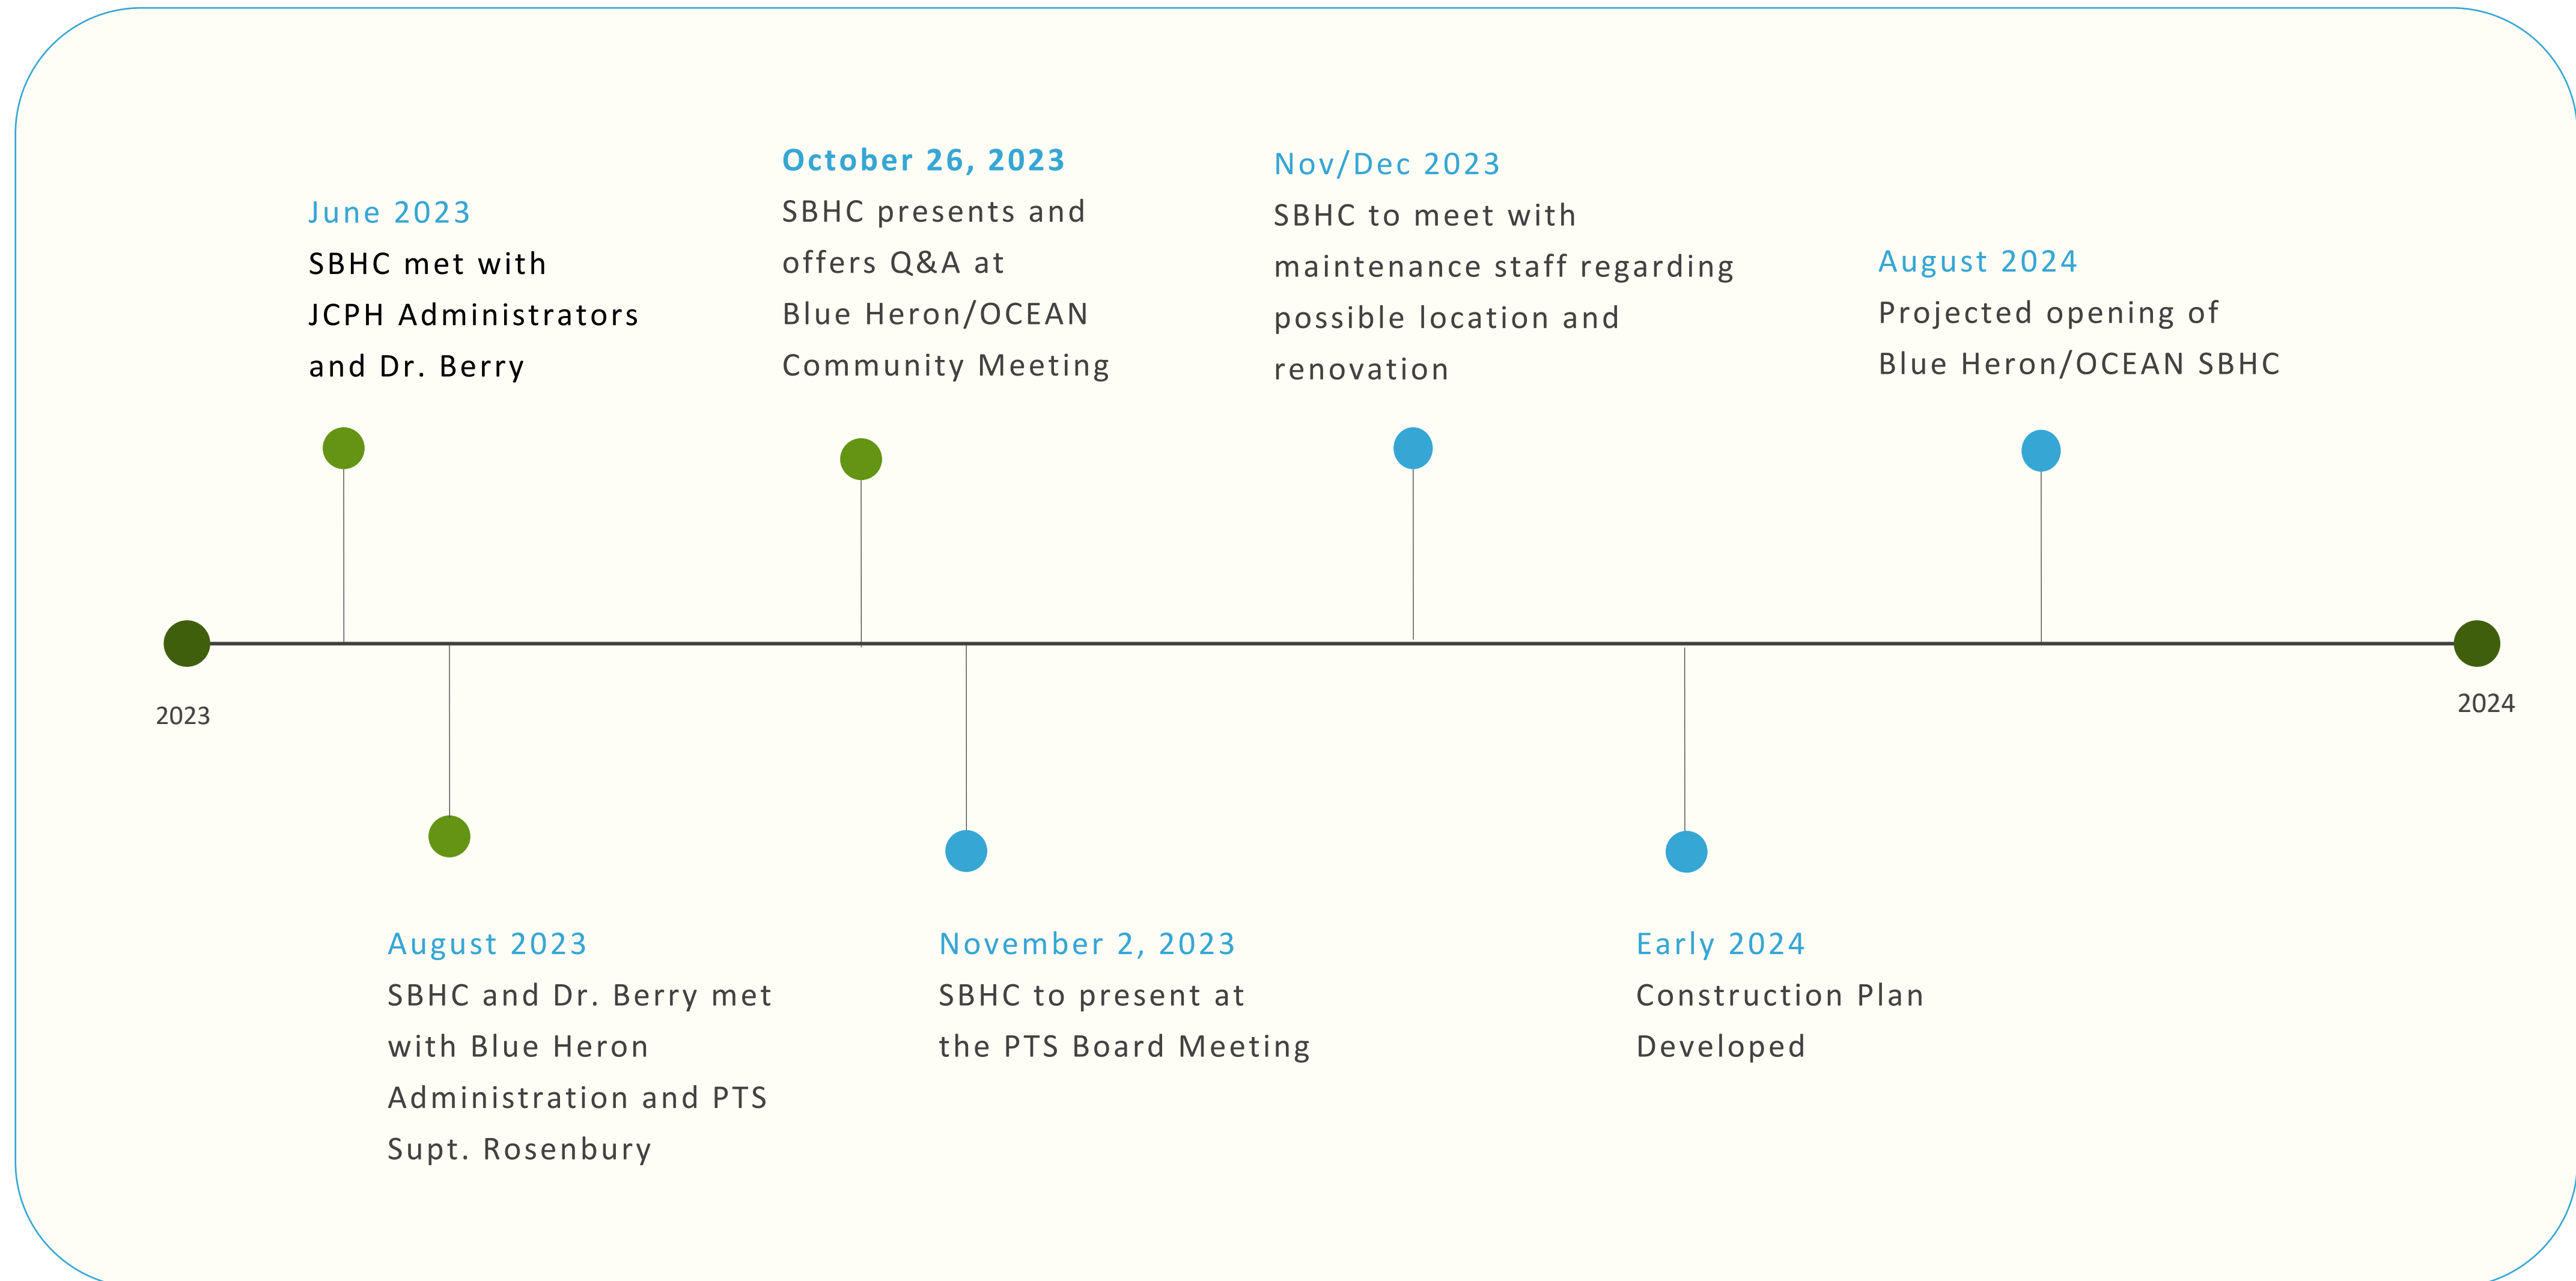 June 2023
SBHC met with
JCPH Administrators
and Dr. Berry
October 26, 2023
SBHC presents and
offers Q&A at
Blue Heron/OCEAN
Community Meeting
Nov/Dec 2023
SBHC to meet with
maintenance staff regarding
possible location and
renovation
August 2024
Projected opening of
Blue Heron/OCEAN SBHC
2023
2024
August 2023
SBHC and Dr. Berry met
with Blue Heron
Administration and PTS
Supt. Rosenbury
November 2, 2023
SBHC to present at
the PTS Board Meeting
Early 2024
Construction Plan
Developed